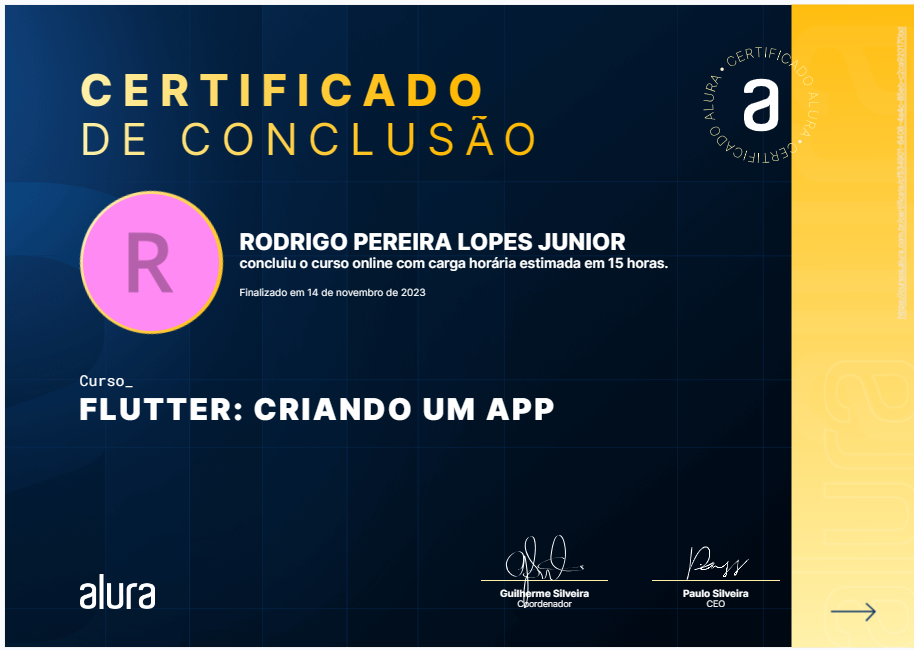 CERTIFICADO
DE CONCLUSÃO
CERTIFICADO ALURA • CERTIFICADO ALURA •
a
R
RODRIGO PEREIRA LOPES JUNIOR
concluiu o curso online com carga horária estimada em 15 horas.
Finalizado em 14 de novembro de 2023
Curso_
FLUTTER: CRIANDO UM APP
alura
Guilherme Silveira
Coordenador
Paulo Silveira
CEO
alura